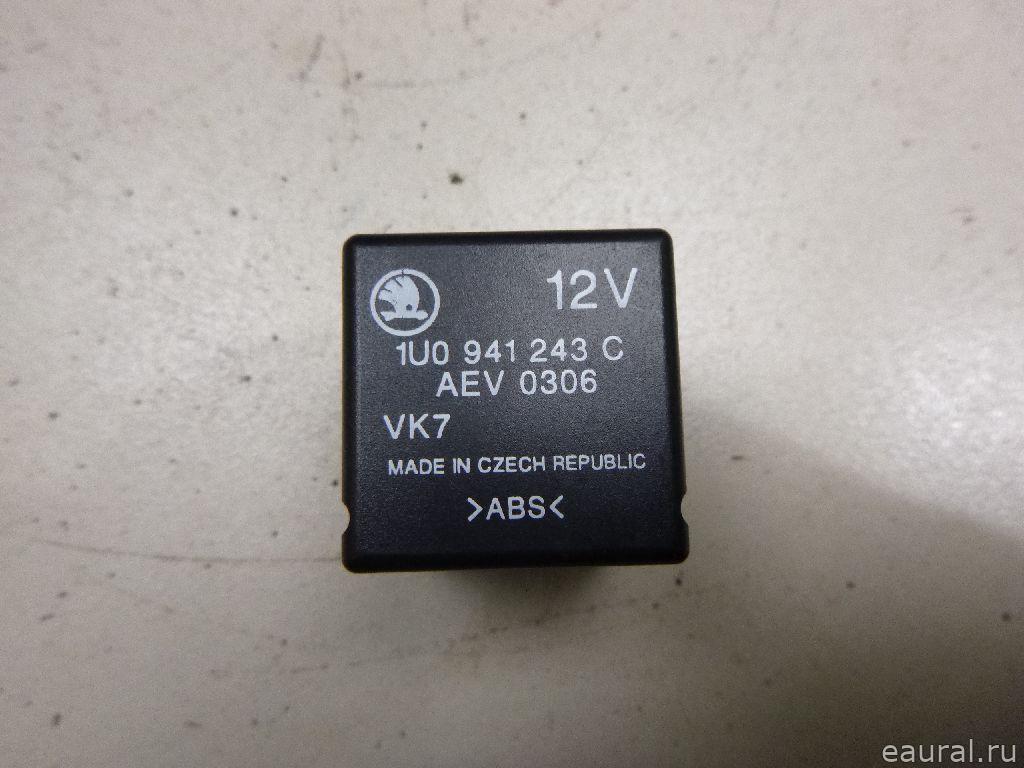 12V
1U0 941 243 C
AEV 0306
VK7
MADE IN CZECH REPUBLIC
>ABS<
eaural.ru